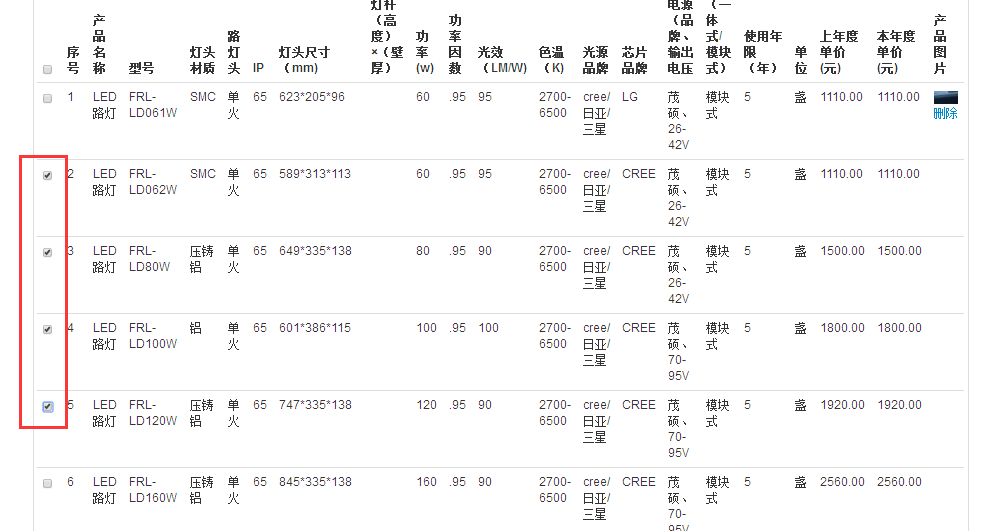 产品名称
序号
型号
灯头材质
路灯头
IP
灯头尺寸（mm）
灯杆（高度）×（壁厚）
功率(w)
功率因数
光效（LM/W)
色温（K)
光源品牌
芯片品牌
电源（品牌、输出电压
（一体式/模块式）
使用年限（年）
单位
上年度单价(元)
本年度单价(元)
产品图片
1 LED路灯 FRL-LD061W SMC 单火 65 623*205*96 60 .95 95 2700-6500 cree/日亚/三星 LG 茂硕、26-42V 模块式 5 盏 1110.00 1110.00 删除
2 LED路灯 FRL-LD062W SMC 单火 65 589*313*113 60 .95 95 2700-6500 cree/日亚/三星 CREE 茂硕、26-42V 模块式 5 盏 1110.00 1110.00
3 LED路灯 FRL-LD80W 压铸铝 单火 65 649*335*138 80 .95 90 2700-6500 cree/日亚/三星 CREE 茂硕、26-42V 模块式 5 盏 1500.00 1500.00
4 LED路灯 FRL-LD100W 铝 单火 65 601*386*115 100 .95 100 2700-6500 cree/日亚/三星 CREE 茂硕、70-95V 模块式 5 盏 1800.00 1800.00
5 LED路灯 FRL-LD120W 压铸铝 单火 65 747*335*138 120 .95 90 2700-6500 cree/日亚/三星 CREE 茂硕、70-95V 模块式 5 盏 1920.00 1920.00
6 LED路灯 FRL-LD160W 压铸铝 单火 65 845*335*138 160 .95 90 2700-6500 cree/日亚/三星 CREE 茂硕、70-95V 模块式 5 盏 2560.00 2560.00